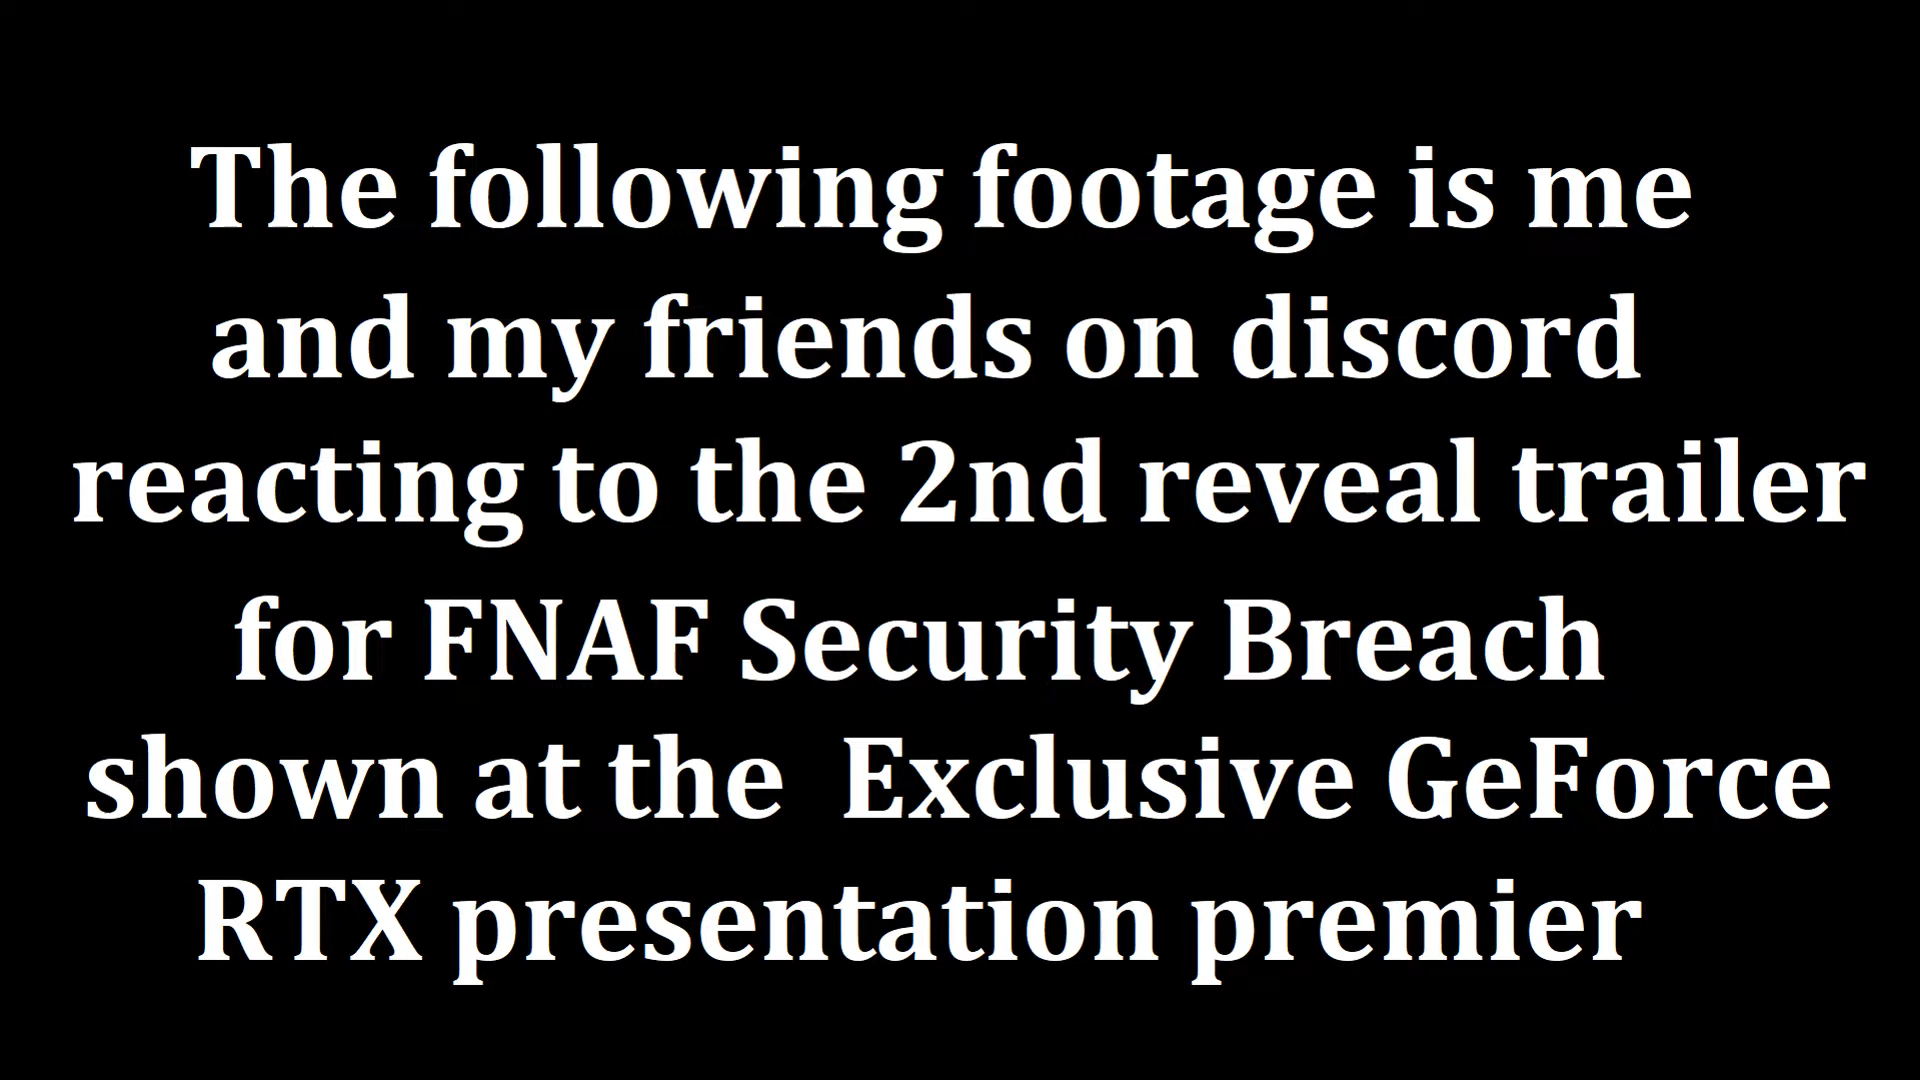 The following footage is me
and my friends on discord
reacting to the 2nd reveal trailer
for FNAF Security Breach
shown at the  Exclusive GeForce
RTX presentation premier